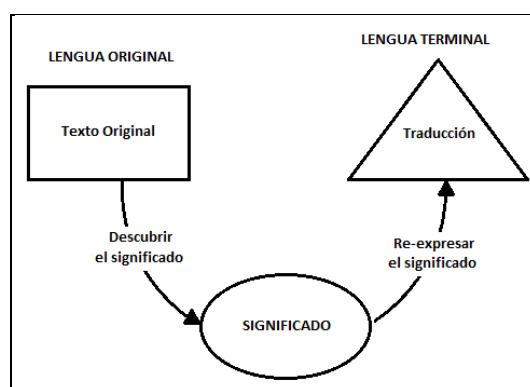 LENGUA ORIGINAL
LENGUA TERMINAL
Texto Original
Traducción
Descubrir
el significado
Re-expresar
el significado
SIGNIFICADO